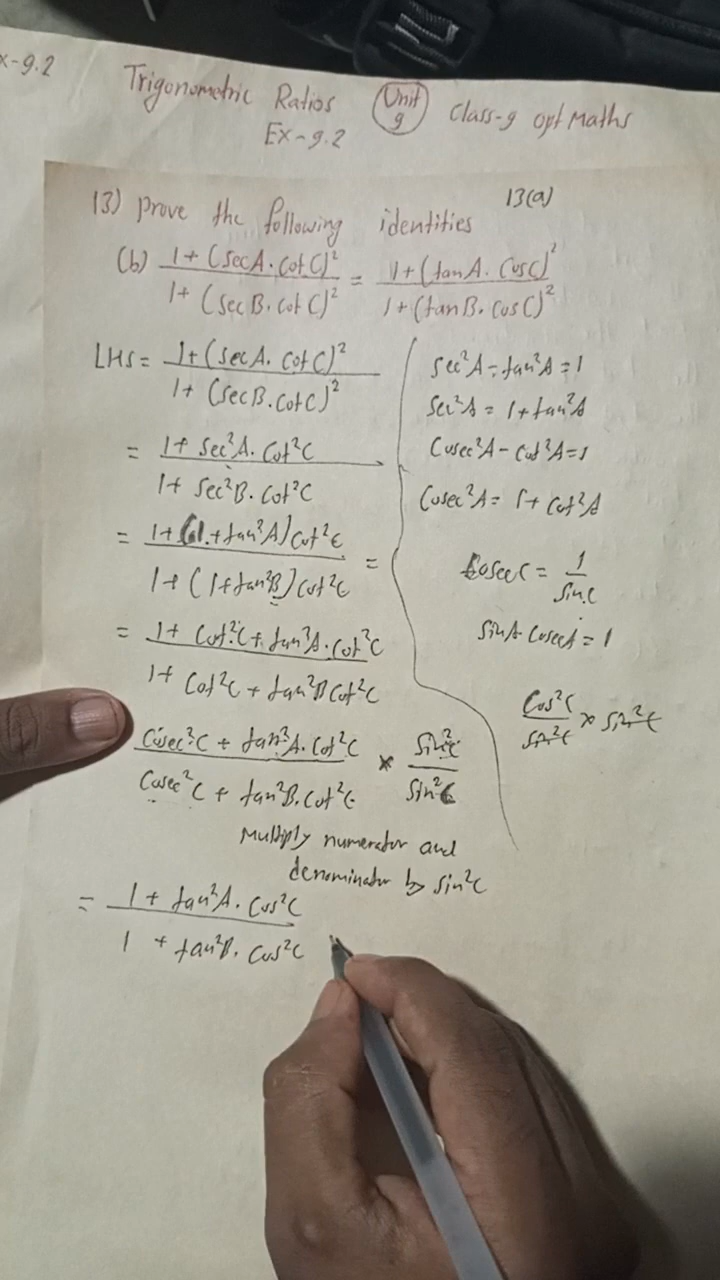 x-9.2
Trigonometric Ratios Unit 9 Class-9 opt Maths
Ex-9.2
13(a)
13) prove the following identities
(b) 1+(secA.cotC)² / 1+(secB.cotC)² = 1+(tanA.cosC)² / 1+(tanB.cosC)²
LHS = 1+(secA.cotC)² / 1+(secB.cotC)²
= 1+sec²A.cot²C / 1+sec²B.cot²C
= 1+(1+tan²A)cot²C / 1+(1+tan²B)cot²C =
= 1+cot²C+tan²A.cot²C / 1+cot²C+tan²Bcot²C
cosec²C+tan²A.cot²C / cosec²C+tan²B.cot²C × sin²C / sin²C
Multiply numerator and
denominator by sin²C
= 1+tan²A.cos²C / 1+tan²B.cos²C
sec²A-tan²A=1
sec²A=1+tan²A
cosec²A-cot²A=1
cosec²A=1+cot²A
cosecC = 1/sin.C
sinA.cosecA=1
cos²C/sin²C × sin²C